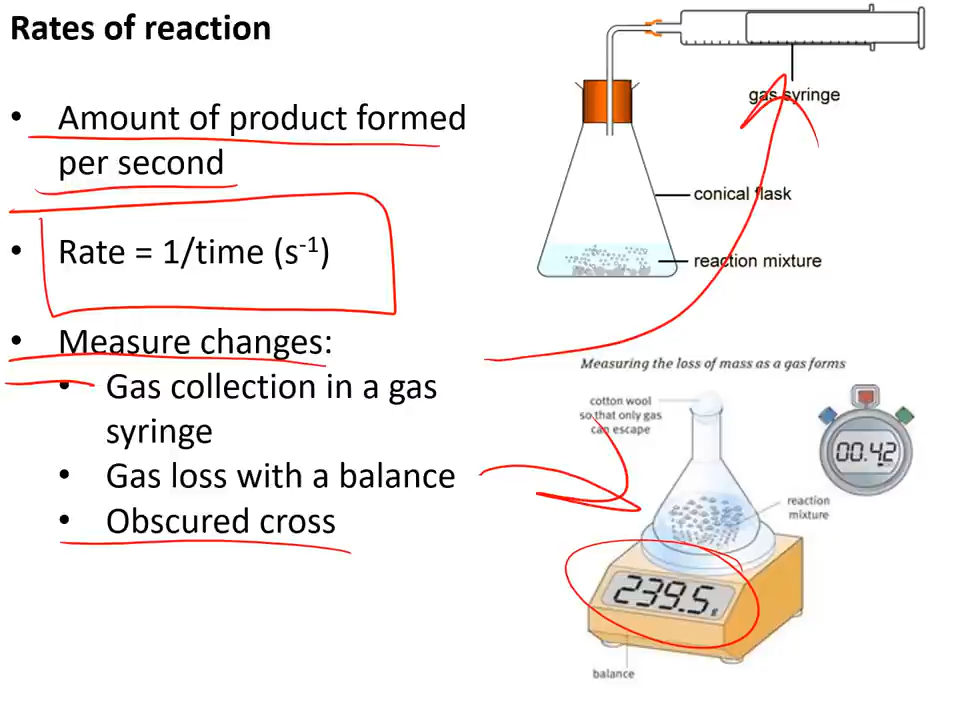 Rates of reaction
• Amount of product formed
per second
• Rate = 1/time (s⁻¹)
• Measure changes:
• Gas collection in a gas
syringe
• Gas loss with a balance
• Obscured cross
gas syringe
conical flask
reaction mixture
Measuring the loss of mass as a gas forms
cotton wool
so that only gas
can escape
00.42
reaction
mixture
239.5 g
balance